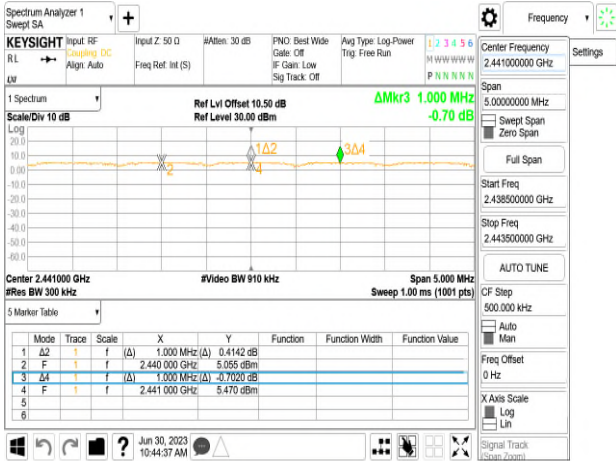 Spectrum Analyzer 1
Swept SA
Frequency
KEYSIGHT Input: RF
Coupling: DC
Align: Auto
Input Z: 50 Ω
Freq Ref: Int (S)
#Atten: 30 dB
PNO: Best Wide
Gate: Off
IF Gain: Low
Sig Track: Off
Avg Type: Log-Power
Trig: Free Run
1 2 3 4 5 6
M W W W W W
P N N N N N
RL
1 Spectrum
Scale/Div 10 dB
Ref Lvl Offset 10.50 dB
Ref Level 30.00 dBm
ΔMkr3 1.000 MHz
-0.70 dB
Log
20.0
10.0
0.00
-10.0
-20.0
-30.0
-40.0
-50.0
-60.0
2
1Δ2
4
3Δ4
Center 2.441000 GHz
#Res BW 300 kHz
#Video BW 910 kHz
Span 5.000 MHz
Sweep 1.00 ms (1001 pts)
5 Marker Table
Mode Trace Scale X Y Function Function Width Function Value
1 Δ2 1 f (Δ) 1.000 MHz (Δ) 0.4142 dB
2 F 1 f 2.440 000 GHz 5.055 dBm
3 Δ4 1 f (Δ) 1.000 MHz (Δ) -0.7020 dB
4 F 1 f 2.441 000 GHz 5.470 dBm
5
6
Jun 30, 2023
10:44:37 AM
?
Center Frequency
2.441000000 GHz
Settings
Span
5.00000000 MHz
Swept Span
Zero Span
Full Span
Start Freq
2.438500000 GHz
Stop Freq
2.443500000 GHz
AUTO TUNE
CF Step
500.000 kHz
Auto
Man
Freq Offset
0 Hz
X Axis Scale
Log
Lin
Signal Track
(Span Zoom)